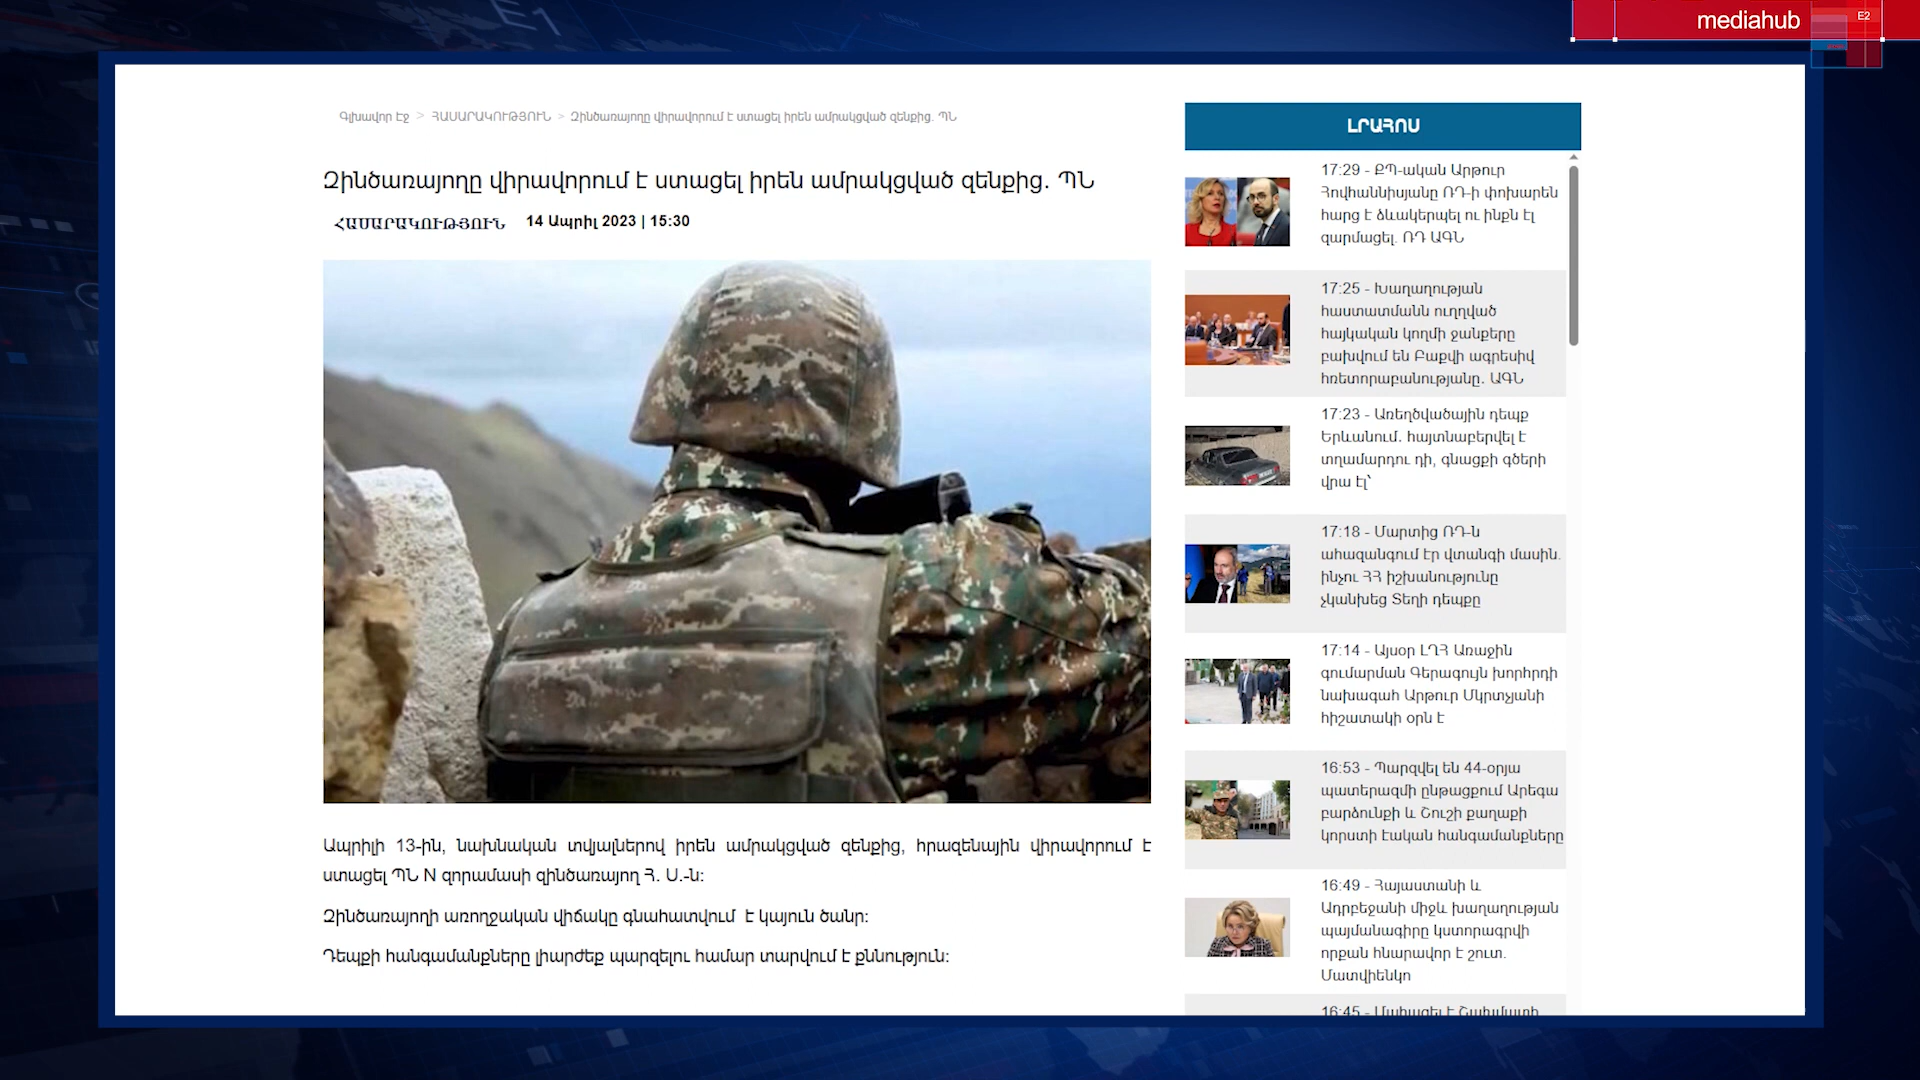 mediahub
E2
Գլխավոր էջ > ՀԱՍԱՐԱԿՈՒԹՅՈՒՆ > Զինծառայողը վիրավորում է ստացել իրեն ամրակցված զենքից. ՊՆ
Զինծառայողը վիրավորում է ստացել իրեն ամրակցված զենքից. ՊՆ
ՀԱՍԱՐԱԿՈՒԹՅՈՒՆ 14 Ապրիլ 2023 | 15:30
Ապրիլի 13-ին, նախնական տվյալներով իրեն ամրակցված զենքից, հրազենային վիրավորում է
ստացել ՊՆ N զորամասի զինծառայող Հ. Ս.-ն:
Զինծառայողի առողջական վիճակը գնահատվում է կայուն ծանր:
Դեպքի հանգամանքները լիարժեք պարզելու համար տարվում է քննություն:
ԼՐԱՀՈՍ
17:29 - ՔՊ-ական Արթուր
Հովհաննիսյանը ՌԴ-ի փոխարեն
հարց է ձևակերպել ու ինքն էլ
զարմացել. ՌԴ ԱԳՆ
17:25 - Խաղաղության
հաստատմանն ուղղված
հայկական կողմի ջանքերը
բախվում են Բաքվի ագրեսիվ
հռետորաբանությանը. ԱԳՆ
17:23 - Առեղծվածային դեպք
Երևանում. հայտնաբերվել է
տղամարդու դի, գնացքի գծերի
վրա էլ՝
17:18 - Մարտից ՌԴ-ն
ահազանգում էր վտանգի մասին.
ինչու ՀՀ իշխանությունը
չկանխեց Տեղի դեպքը
17:14 - Այսօր ԼՂՀ Առաջին
գումարման Գերագույն խորհրդի
նախագահ Արթուր Մկրտչյանի
հիշատակի օրն է
16:53 - Պարզվել են 44-օրյա
պատերազմի ընթացքում Արեգա
բարձունքի և Շուշի քաղաքի
կորստի էական հանգամանքները
16:49 - Հայաստանի և
Ադրբեջանի միջև խաղաղության
պայմանագիրը կստորագրվի
որքան հնարավոր է շուտ.
Մատվիենկո
16:45 - Մահացել է Շախմատի